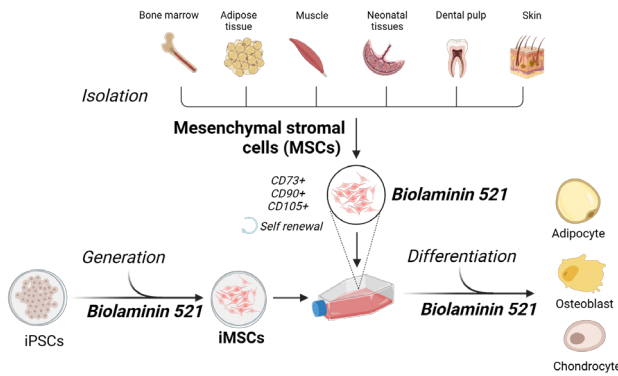 Bone marrow
Adipose
tissue
Muscle
Neonatal
tissues
Dental pulp
Skin
Isolation
Mesenchymal stromal
cells (MSCs)
CD73+
CD90+
CD105+
Self renewal
Biolaminin 521
Adipocyte
Generation
Differentiation
Biolaminin 521
Biolaminin 521
Osteoblast
iPSCs
iMSCs
Chondrocyte